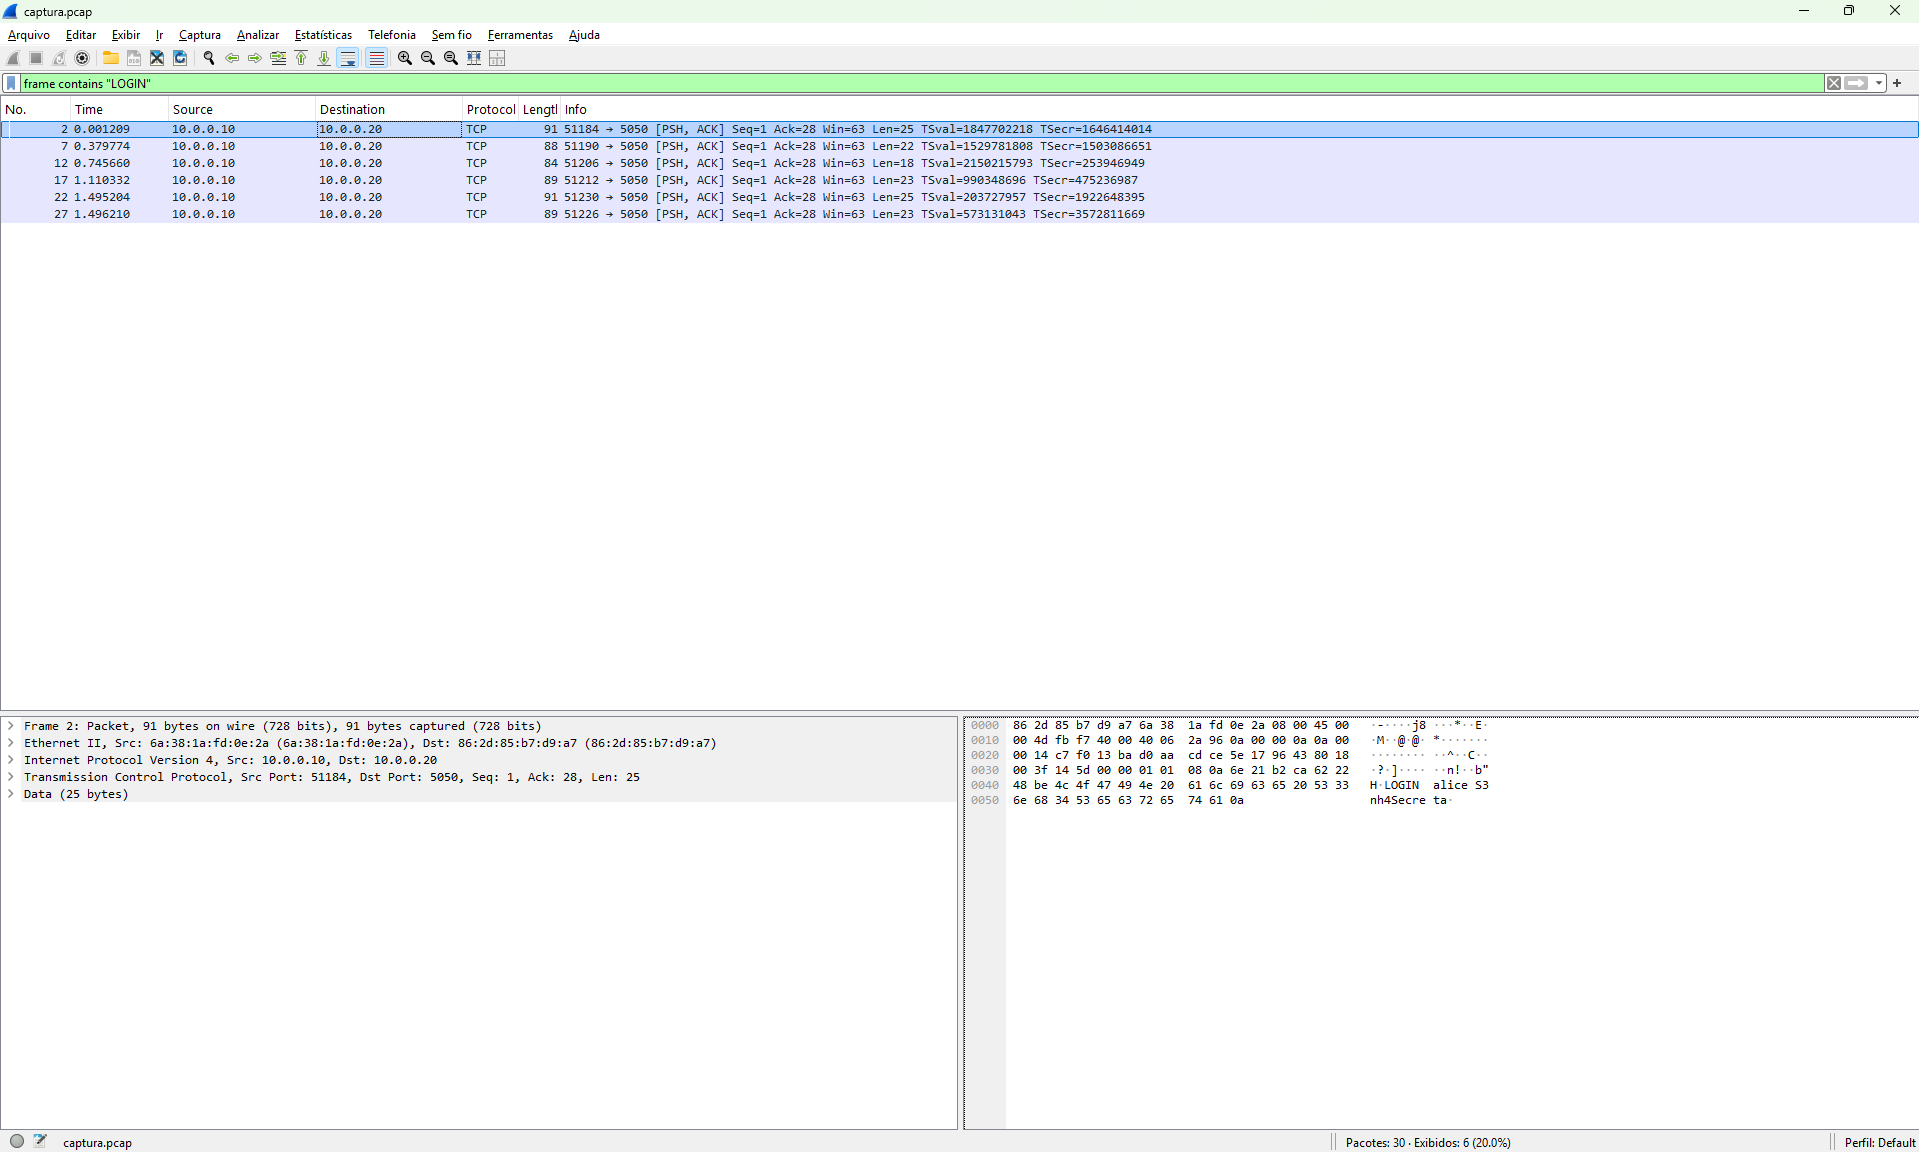 captura.pcap
Arquivo Editar Exibir Ir Captura Analizar Estatísticas Telefonia Sem fio Ferramentas Ajuda
frame contains "LOGIN"
No. Time Source Destination Protocol Lengtl Info
2 0.001209 10.0.0.10 10.0.0.20 TCP 91 51184 → 5050 [PSH, ACK] Seq=1 Ack=28 Win=63 Len=25 TSval=1847702218 TSecr=1646414014
7 0.379774 10.0.0.10 10.0.0.20 TCP 88 51190 → 5050 [PSH, ACK] Seq=1 Ack=28 Win=63 Len=22 TSval=1529781808 TSecr=1503086651
12 0.745660 10.0.0.10 10.0.0.20 TCP 84 51206 → 5050 [PSH, ACK] Seq=1 Ack=28 Win=63 Len=18 TSval=2150215793 TSecr=253946949
17 1.110332 10.0.0.10 10.0.0.20 TCP 89 51212 → 5050 [PSH, ACK] Seq=1 Ack=28 Win=63 Len=23 TSval=990348696 TSecr=475236987
22 1.495204 10.0.0.10 10.0.0.20 TCP 91 51230 → 5050 [PSH, ACK] Seq=1 Ack=28 Win=63 Len=25 TSval=203727957 TSecr=1922648395
27 1.496210 10.0.0.10 10.0.0.20 TCP 89 51226 → 5050 [PSH, ACK] Seq=1 Ack=28 Win=63 Len=23 TSval=573131043 TSecr=3572811669
Frame 2: Packet, 91 bytes on wire (728 bits), 91 bytes captured (728 bits)
Ethernet II, Src: 6a:38:1a:fd:0e:2a (6a:38:1a:fd:0e:2a), Dst: 86:2d:85:b7:d9:a7 (86:2d:85:b7:d9:a7)
Internet Protocol Version 4, Src: 10.0.0.10, Dst: 10.0.0.20
Transmission Control Protocol, Src Port: 51184, Dst Port: 5050, Seq: 1, Ack: 28, Len: 25
Data (25 bytes)
0000 86 2d 85 b7 d9 a7 6a 38 1a fd 0e 2a 08 00 45 00 ·-····j8 ···*··E·
0010 00 4d fb f7 40 00 40 06 2a 96 0a 00 00 0a 0a 00 ·M··@·@· *·······
0020 00 14 c7 f0 13 ba d0 aa cd ce 5e 17 96 43 80 18 ········ ··^··C··
0030 00 3f 14 5d 00 00 01 01 08 0a 6e 21 b2 ca 62 22 ·?·]···· ··n!··b"
0040 48 be 4c 4f 47 49 4e 20 61 6c 69 63 65 20 53 33 H·LOGIN alice S3
0050 6e 68 34 53 65 63 72 65 74 61 0a nh4Secre ta·
captura.pcap
Pacotes: 30 · Exibidos: 6 (20.0%)
Perfil: Default